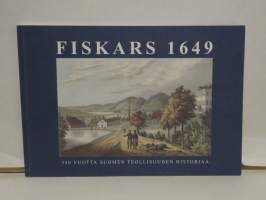 FISKARS 1649
350 VUOTTA SUOMEN TEOLLISUUDEN HISTORIAA